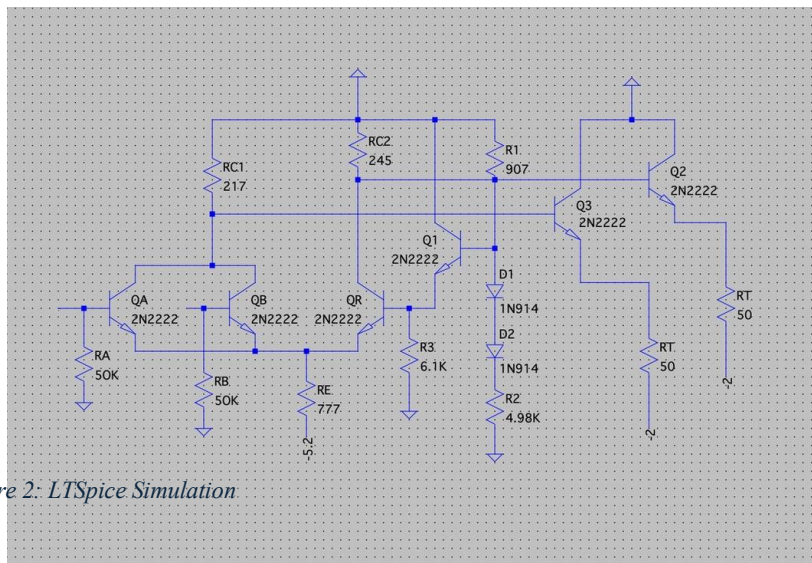 RC1
217
RC2
245
R1
907
Q2
2N2222
Q3
2N2222
Q1
2N2222
D1
1N914
QA
2N2222
QB
2N2222
QR
2N2222
D2
1N914
RT
50
RT
50
RA
50K
RB
50K
RE
777
R3
6.1K
R2
4.98K
-2
-2
-5.2
re 2: LTSpice Simulation